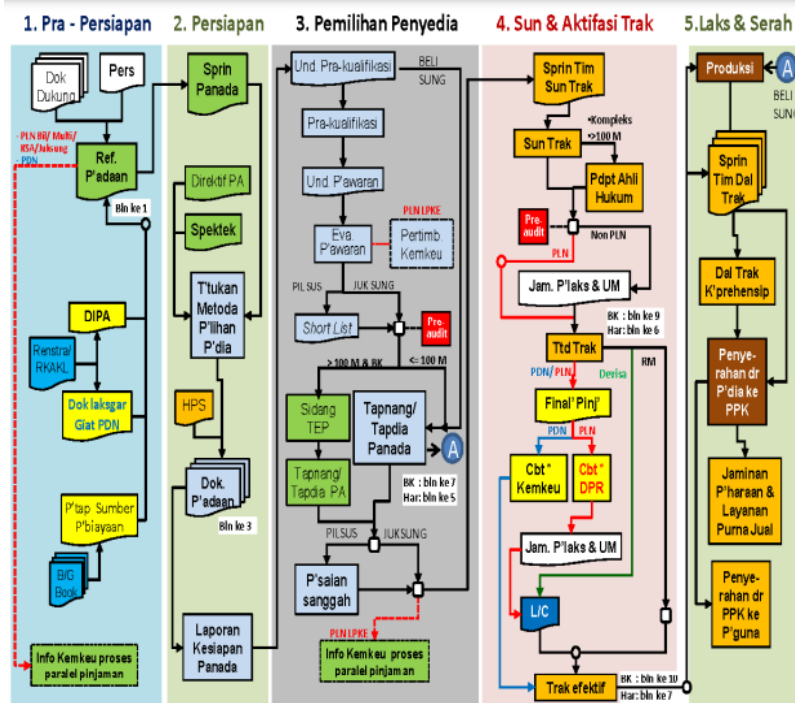 1. Pra - Persiapan
Dok
Dukung
Pers
- PLN Bil/ Multi/
KSA/Juksung
- PDN
Ref.
P'adaan
Bln ke 1
DIPA
Renstra/
RKAKL
Dok laksgar
Giat PDN
P'tap Sumber
P'biayaan
B/G
Book
Info Kemkeu proses
paralel pinjaman
2. Persiapan
Sprin
Panada
Direktif PA
Spektek
T'tukan
Metoda
P'lihan
P'dia
HPS
Dok.
P'adaan
Bln ke 3
Laporan
Kesiapan
Panada
3. Pemilihan Penyedia
Und. Pra-kualifikasi
BELI
SUNG
Pra-kualifikasi
Und. P'awaran
PLN LPKE
Eva.
P'awaran
Pertimb.
Kemkeu
PILSUS
JUKSUNG
Short List
Pre-
audit
> 100 M & BK
<= 100 M
Sidang
TEP
Tapnang/
Tapdia
Panada
A
Tapnang/
Tapdia PA
BK : bln ke 7
Har: bln ke 5
PILSUS
JUKSUNG
P'salan
sanggah
PLN LPKE
Info Kemkeu proses
paralel pinjaman
4. Sun & Aktifasi Trak
Sprin Tim
Sun Trak
•Kompleks
•>100 M
Sun Trak
Pdpt Ahli
Hukum
Pre-
audit
Non PLN
PLN
Jam. P'laks & UM
BK : bln ke 9
Har: bln ke 6
Ttd Trak
PDN/ PLN
Devisa
RM
Final' Pinj'
PDN
PLN
Cbt "
Kemkeu
Cbt "
DPR
Jam. P'laks & UM
L/C
Trak efektif
BK : bln ke 10
Har: bln ke 7
5.Laks & Serah
Produksi
A
BELI
SUNG
Sprin
Tim Dal
Trak
Dal Trak
K'prehensip
Penye-
rahan dr
P'dia ke
PPK
Jaminan
P'haraan &
Layanan
Purna Jual
Penye-
rahan dr
PPK ke
P'guna